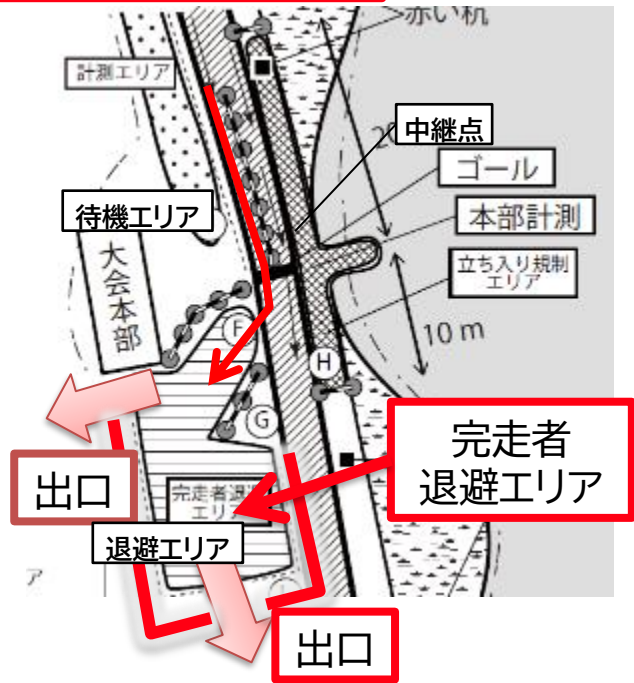 赤い杭
計測エリア
中継点
ゴール
待機エリア
本部計測
大会本部
立ち入り規制
エリア
10 m
F
H
G
完走者
退避エリア
出口
完走者退避
エリア
退避エリア
ア
出口